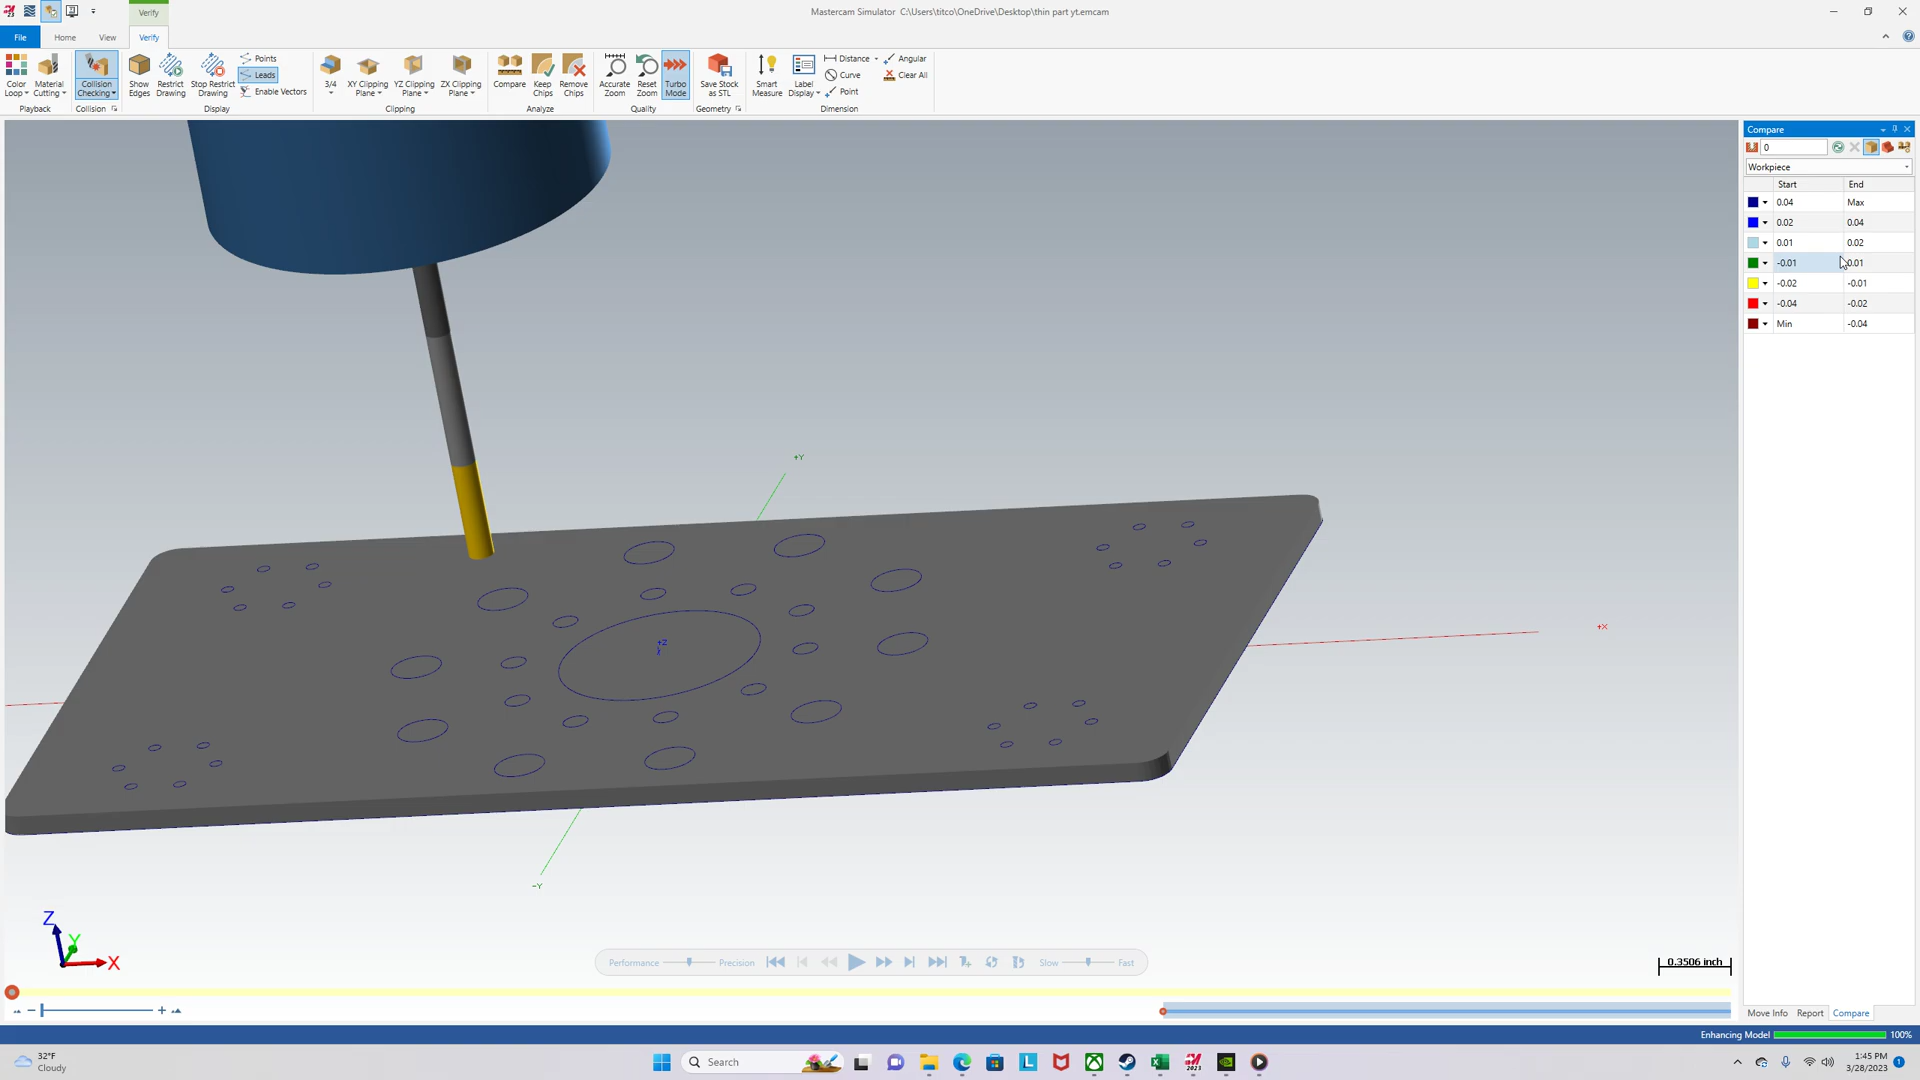 Verify
Mastercam Simulator C:\Users\titco\OneDrive\Desktop\thin part yt.emcam
File Home View Verify
Color Loop
Material Cutting
Playback
Collision Checking
Collision
Show Edges
Restrict Drawing
Stop Restrict Drawing
Points
Leads
Enable Vectors
Display
3/4
XY Clipping Plane
YZ Clipping Plane
ZX Clipping Plane
Clipping
Compare
Keep Chips
Remove Chips
Analyze
Accurate Zoom
Reset Zoom
Turbo Mode
Quality
Save Stock as STL
Geometry
Smart Measure
Label Display
Distance
Curve
Point
Angular
Clear All
Dimension
Compare
0
Workpiece
Start End
0.04 Max
0.02 0.04
0.01 0.02
-0.01 0.01
-0.02 -0.01
-0.04 -0.02
Min -0.04
+Y
+X
+Z
-Y
Z
Y
X
Performance Precision Slow Fast
0.3506 inch
Move Info Report Compare
Enhancing Model 100%
32°F
Cloudy
Search
2023
1:45 PM
3/28/2023
1